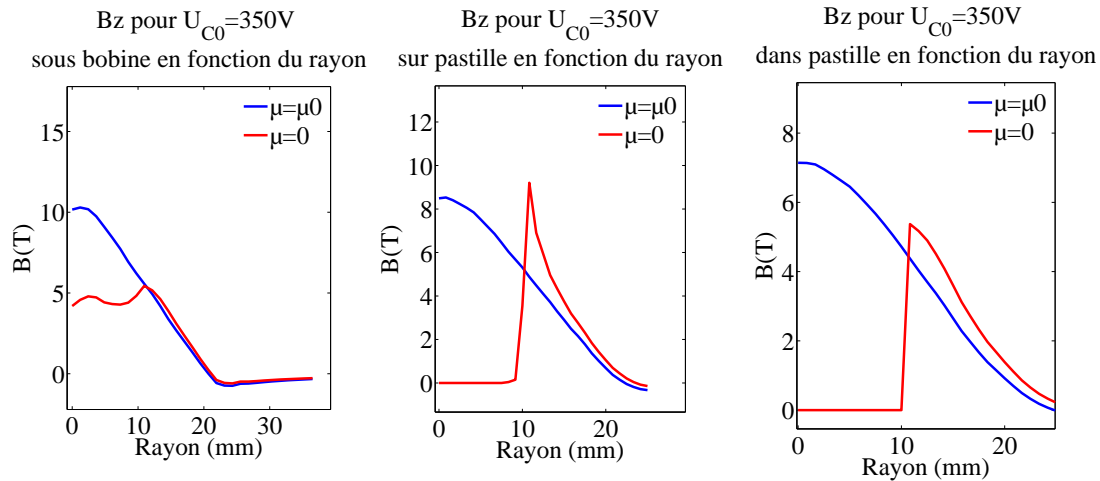 Bz pour U_C0=350V
sous bobine en fonction du rayon
μ=μ0
μ=0
15
10
5
0
B(T)
0 10 20 30
Rayon (mm)
Bz pour U_C0=350V
sur pastille en fonction du rayon
μ=μ0
μ=0
12
10
8
6
4
2
0
B(T)
0 10 20
Rayon (mm)
Bz pour U_C0=350V
dans pastille en fonction du rayon
μ=μ0
μ=0
8
6
4
2
0
B(T)
0 10 20
Rayon (mm)